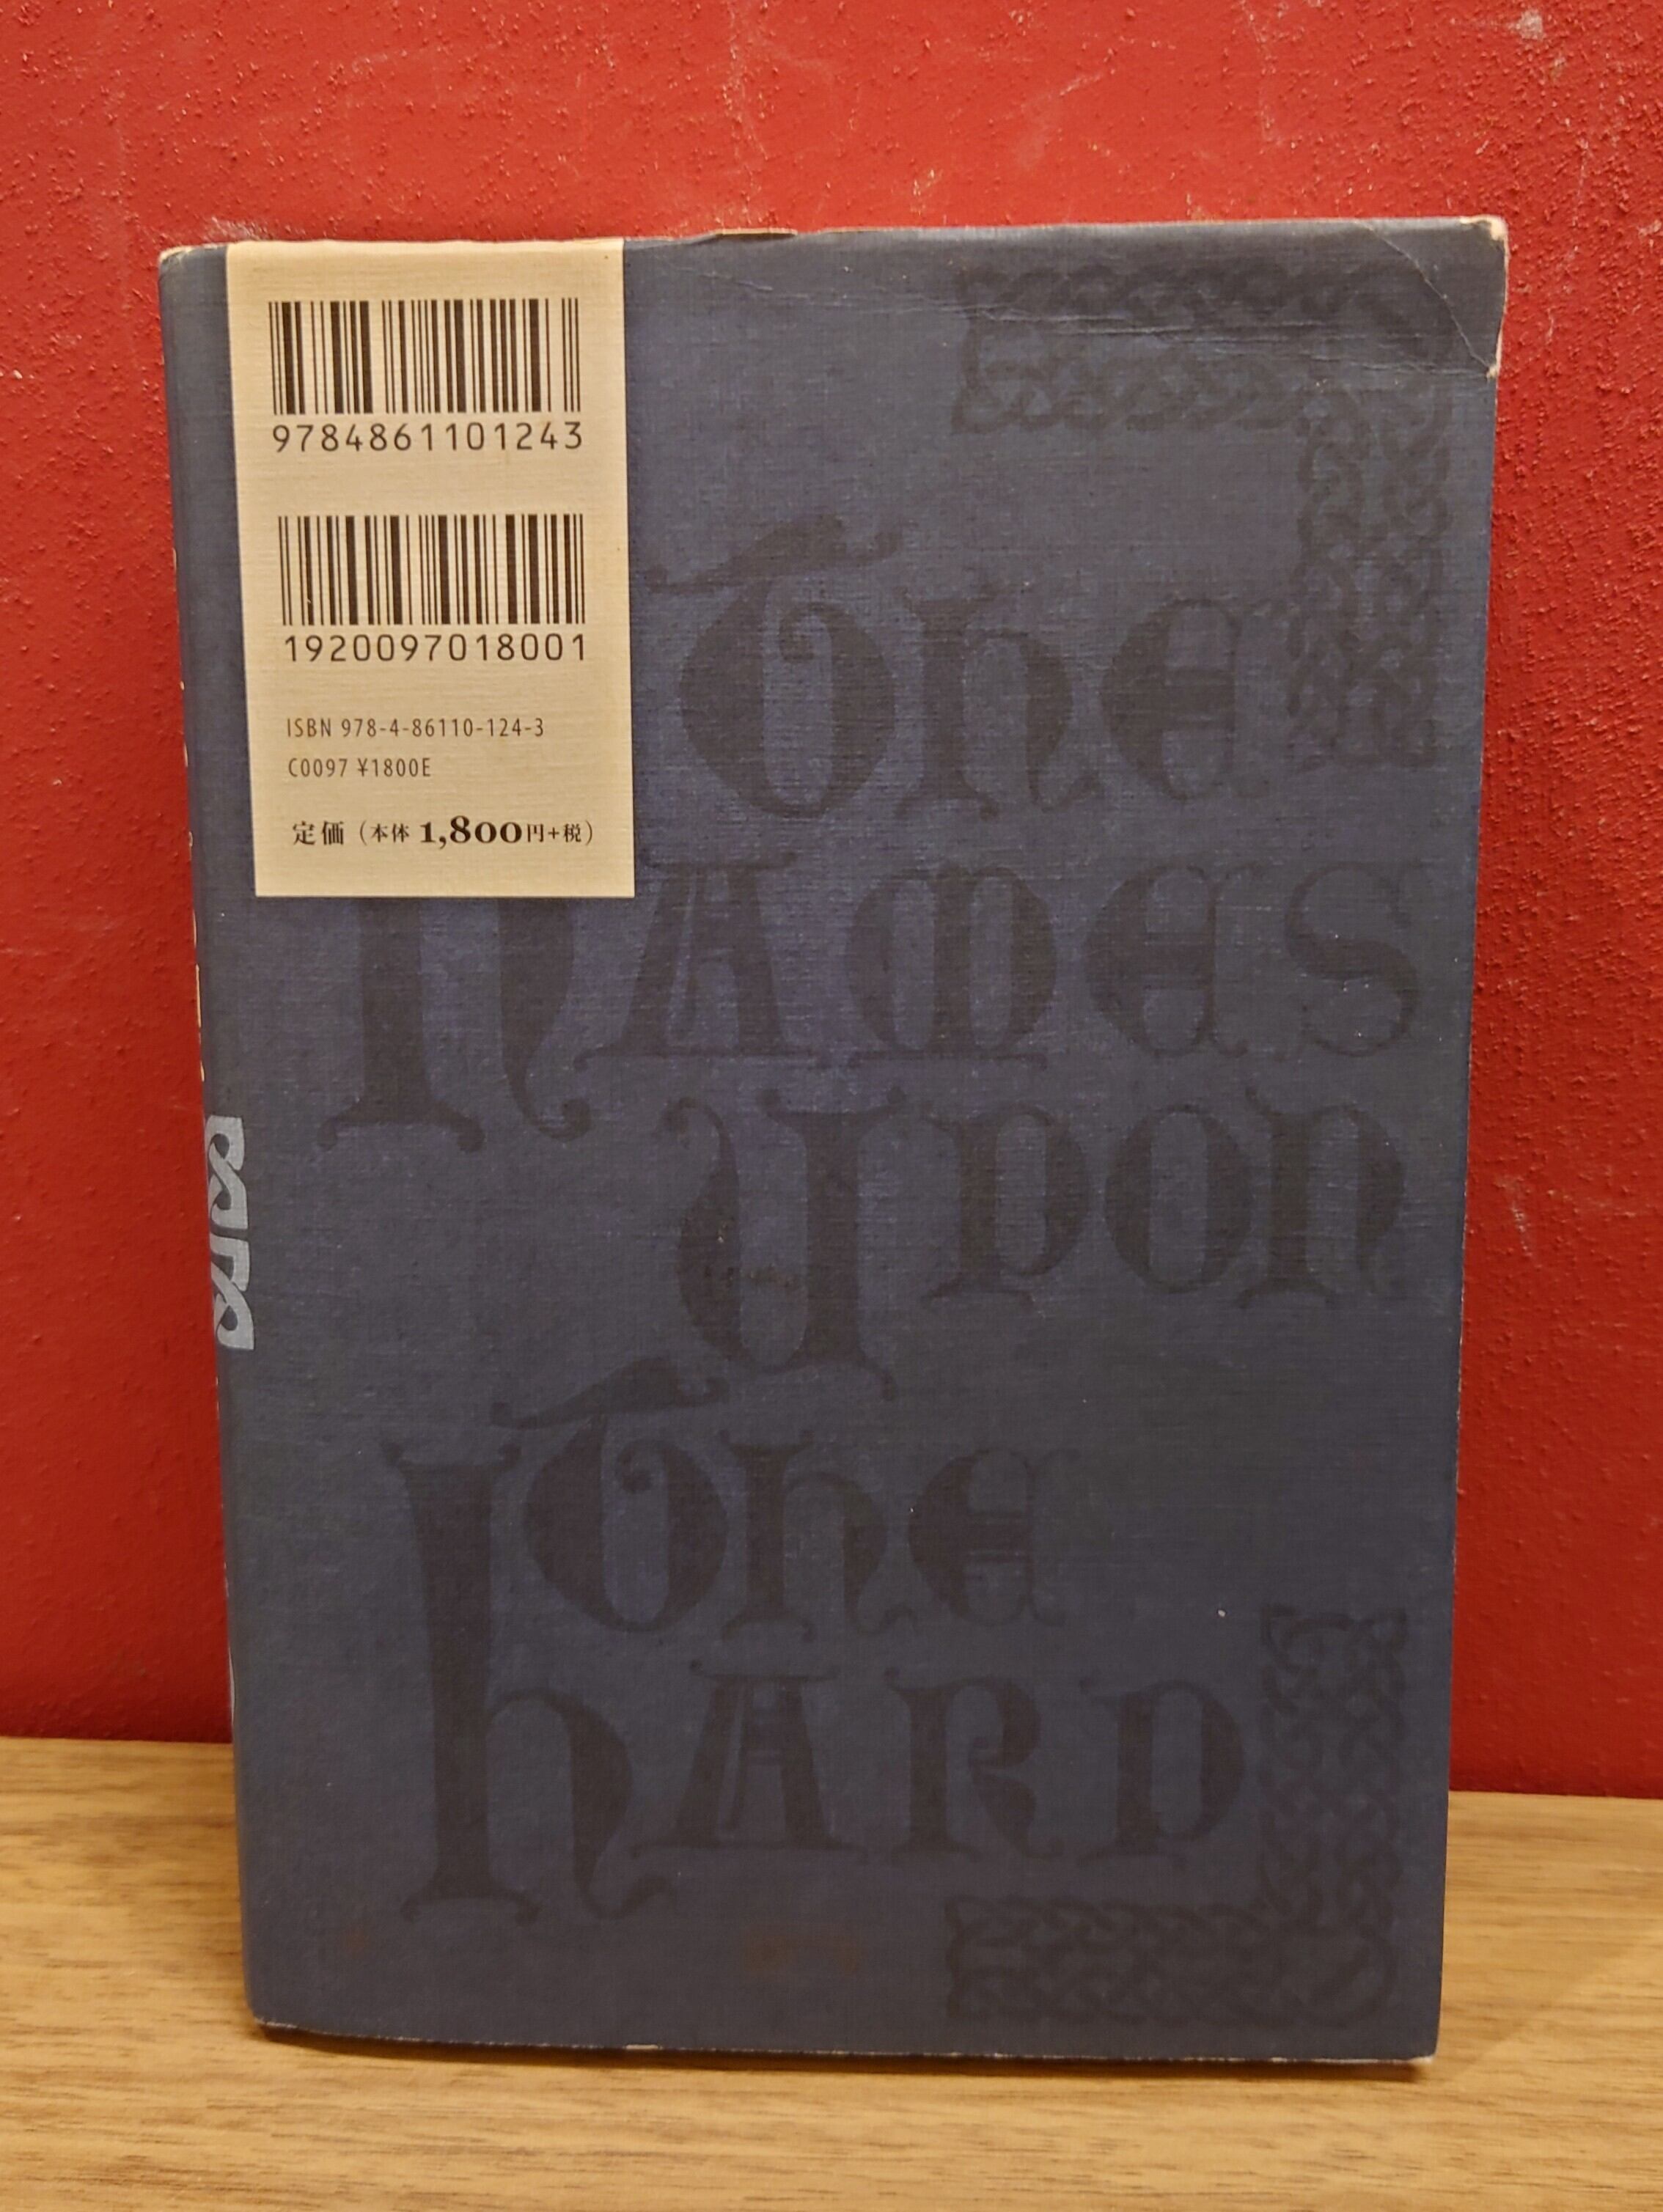 9784861101243
1920097018001
ISBN 978-4-86110-124-3
C0097 ¥1800E
定価（本体 1,800円+税）
The
NAMES
Upon
The
hARP